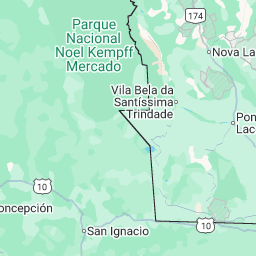 Parque
Nacional
Noel Kempff
Mercado
174
Nova La
Vila Bela da
Santíssima
Trindade
Pon
Lace
10
oncepción
San Ignacio
10